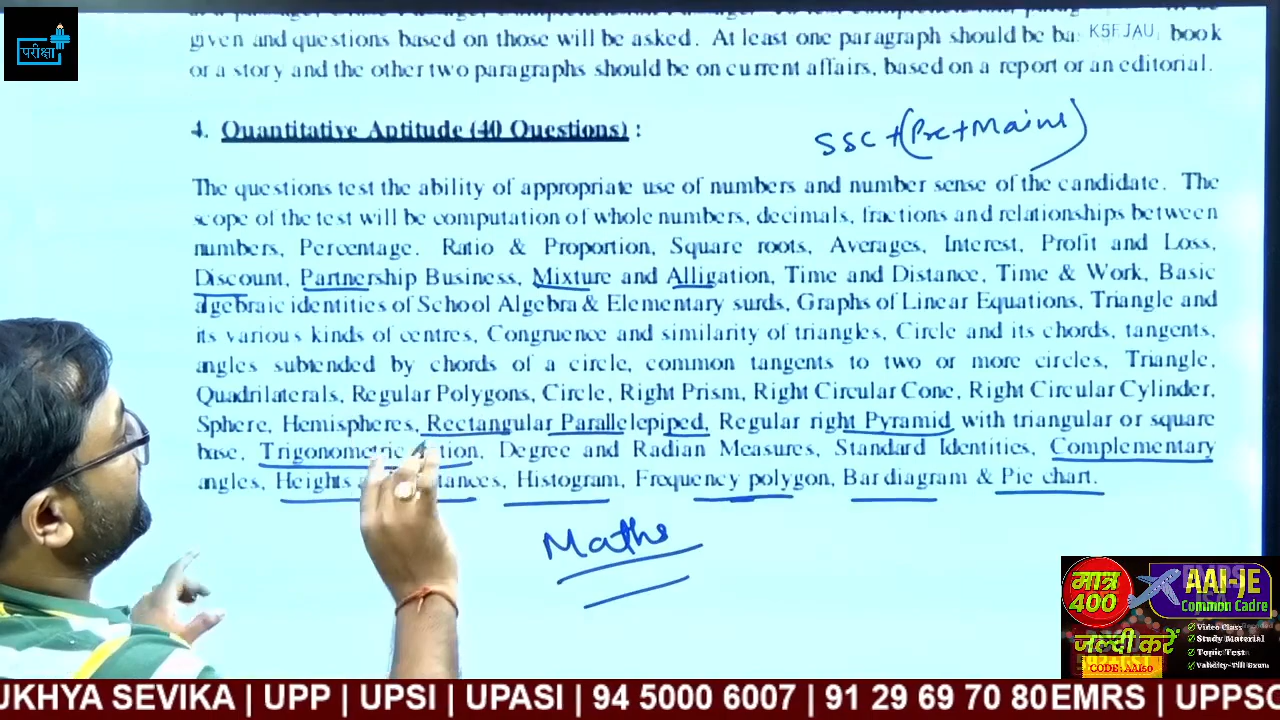 परीक्षा
given and questions based on those will be asked. At least one paragraph should be ba K5FJAU book
or a story and the other two paragraphs should be on current affairs, based on a report or an editorial.
4. Quantitative Aptitude (40 Questions) :
SSC + (Pre + Mains)
The questions test the ability of appropriate use of numbers and number sense of the candidate. The
scope of the test will be computation of whole numbers, decimals, fractions and relationships between
numbers, Percentage. Ratio & Proportion, Square roots, Averages, Interest, Profit and Loss,
Discount, Partnership Business, Mixture and Alligation, Time and Distance, Time & Work, Basic
algebraic identities of School Algebra & Elementary surds, Graphs of Linear Equations, Triangle and
its various kinds of centres, Congruence and similarity of triangles, Circle and its chords, tangents,
angles subtended by chords of a circle, common tangents to two or more circles, Triangle,
Quadrilaterals, Regular Polygons, Circle, Right Prism, Right Circular Cone, Right Circular Cylinder,
Sphere, Hemispheres, Rectangular Parallelepiped, Regular right Pyramid with triangular or square
base, Trigonometric, Degree and Radian Measures, Standard Identities, Complementary
angles, Heights, Histogram, Frequency polygon, Bar diagram & Pie chart.
Maths
मात्र
400
जल्दी करें
CODE: AAI60
AAI-JE
Common Cadre
Video Class
Study Material
Topic Test
Validity-Till Exam
UKHYA SEVIKA | UPP | UPSI | UPASI | 94 5000 6007 | 91 29 69 70 80 EMRS | UPPSC